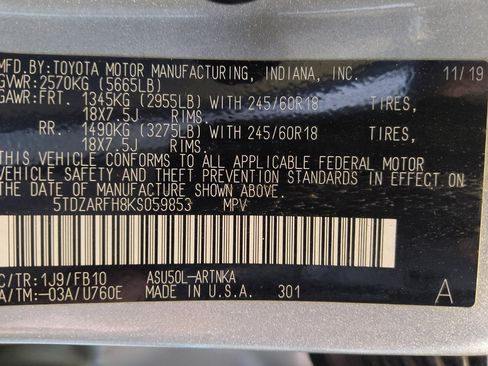 MFD.BY:TOYOTA MOTOR MANUFACTURING, INDIANA, INC. 11/19
GVWR:2570KG (5665LB)
GAWR:FRT. 1345KG (2955LB) WITH 245/60R18 TIRES,
18X7.5J RIMS.
RR. 1490KG (3275LB) WITH 245/60R18 TIRES,
18X7.5J RIMS.
THIS VEHICLE CONFORMS TO ALL APPLICABLE FEDERAL MOTOR
VEHICLE SAFETY AND THEFT PREVENTION STANDARDS IN EFFECT ON
THE DATE OF MANUFACTURE SHOWN ABOVE.
5TDZARFH8KS059853 MPV
C/TR:1J9/FB10 ASU50L-ARTNKA
A/TM:-03A/U760E MADE IN U.S.A. 301 A